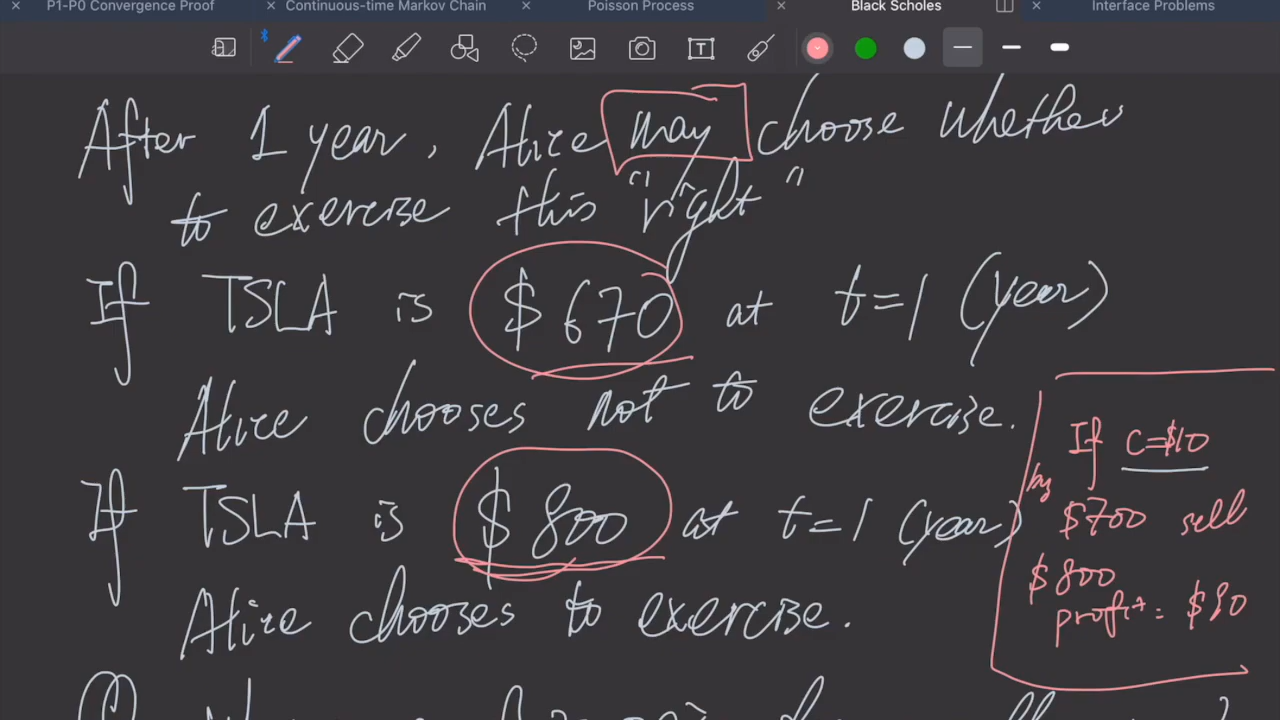 P1-P0 Convergence Proof
Continuous-time Markov Chain
Poisson Process
Black Scholes
Interface Problems
After 1 year, Alice may choose whether
to exercise this "right"
If TSLA is $670 at t=1 (year)
Alice chooses not to exercise.
If TSLA is $800 at t=1 (year)
Alice chooses to exercise.
If C=$10
by $700 sell
$800
profit = $90